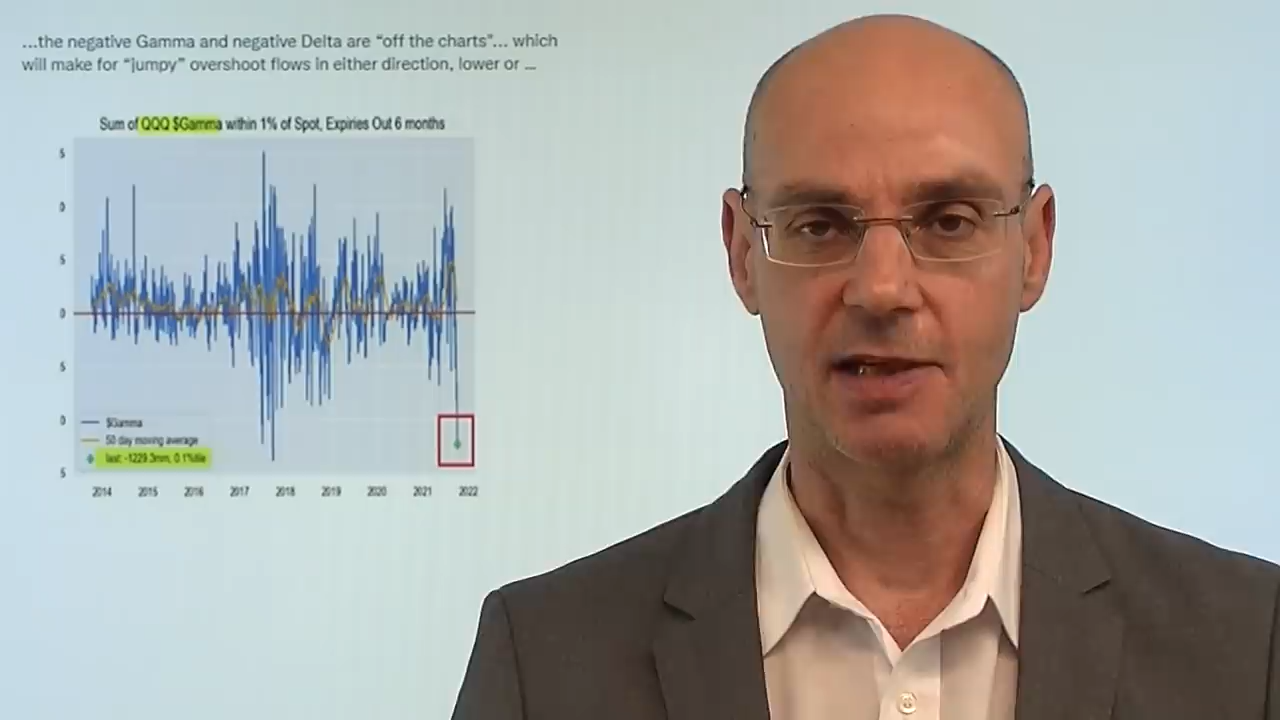 ...the negative Gamma and negative Delta are “off the charts”... which
will make for “jumpy” overshoot flows in either direction, lower or ...
Sum of QQQ $Gamma within 1% of Spot, Expiries Out 6 months
5
0
5
0
5
0
5
$Gamma
50 day moving average
last: -1229.3mm, 0.1%tile
2014 2015 2016 2017 2018 2019 2020 2021 2022